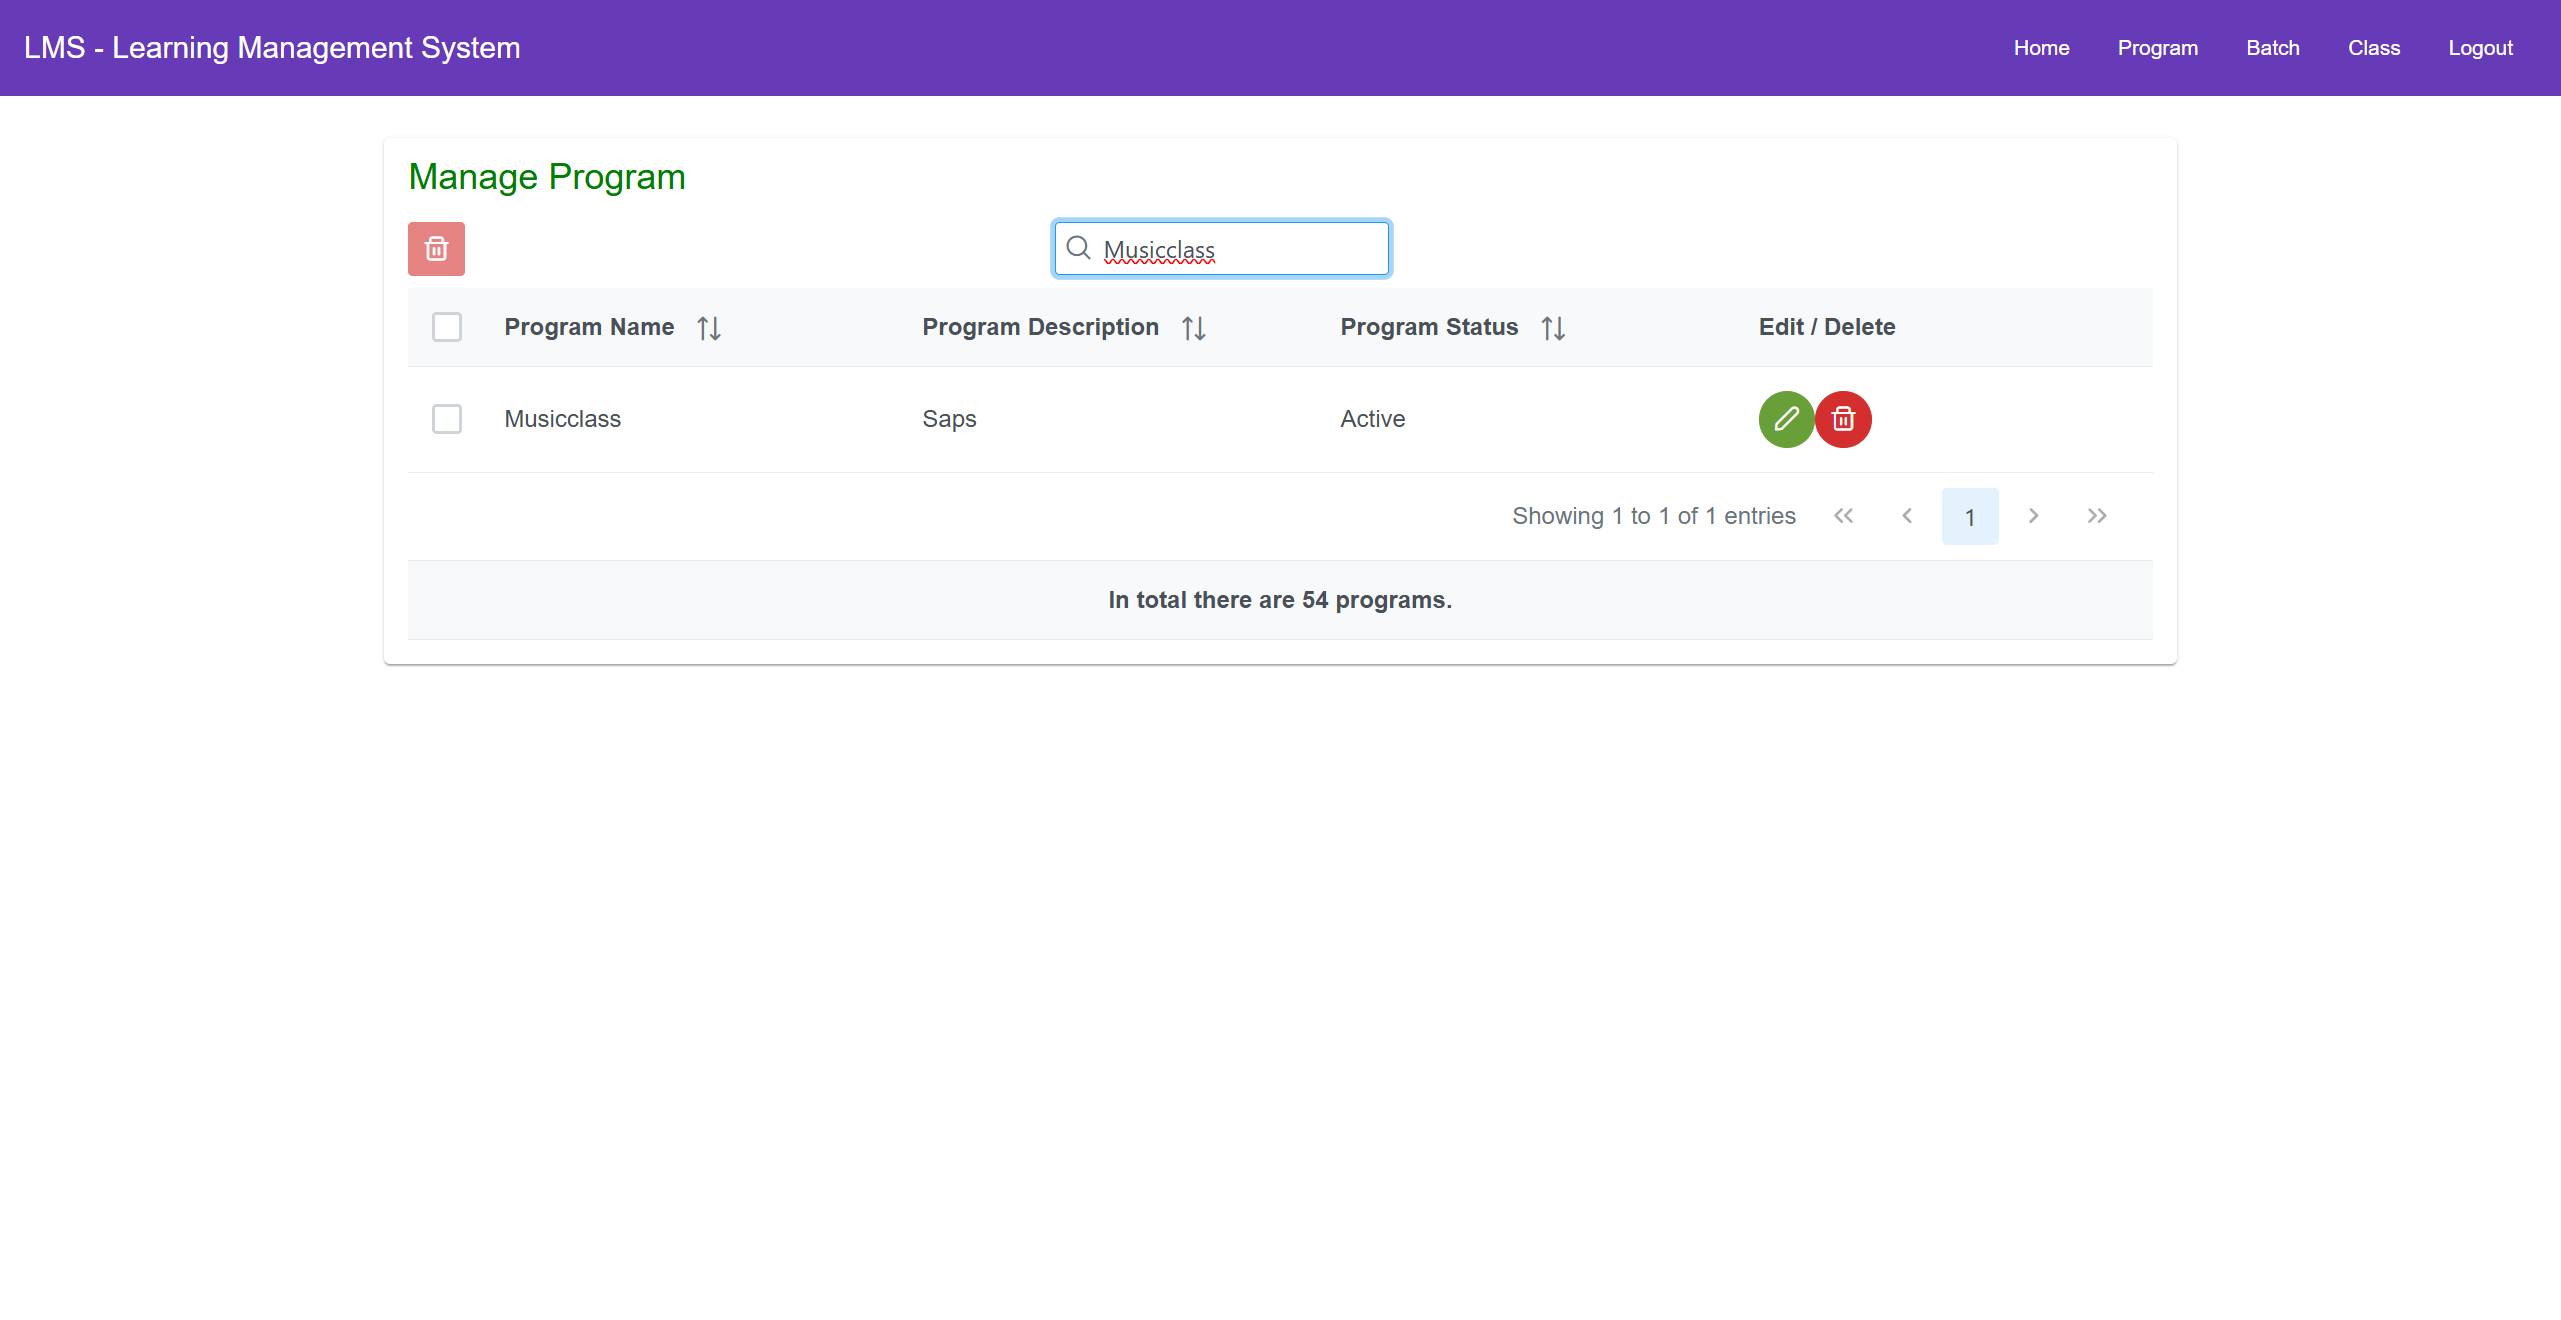 LMS - Learning Management System
Home Program Batch Class Logout
Manage Program
Musicclass
Program Name Program Description Program Status Edit / Delete
Musicclass Saps Active
Showing 1 to 1 of 1 entries 1
In total there are 54 programs.